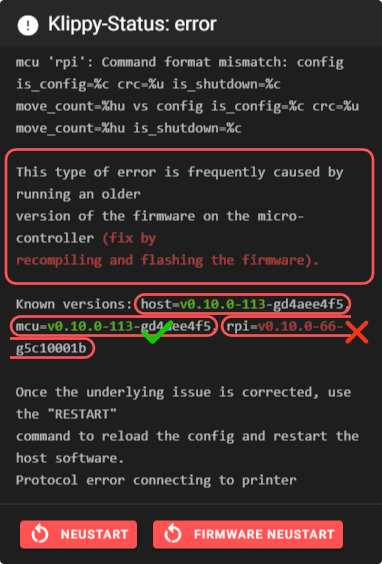 Klippy-Status: error
mcu 'rpi': Command format mismatch: config
is_config=%c crc=%u is_shutdown=%c
move_count=%hu vs config is_config=%c crc=%u
move_count=%hu is_shutdown=%c
This type of error is frequently caused by
running an older
version of the firmware on the micro-
controller (fix by
recompiling and flashing the firmware).
Known versions: host=v0.10.0-113-gd4aee4f5,
mcu=v0.10.0-113-gd4aee4f5, rpi=v0.10.0-66-
g5c10001b
Once the underlying issue is corrected, use
the "RESTART"
command to reload the config and restart the
host software.
Protocol error connecting to printer
NEUSTART
FIRMWARE NEUSTART